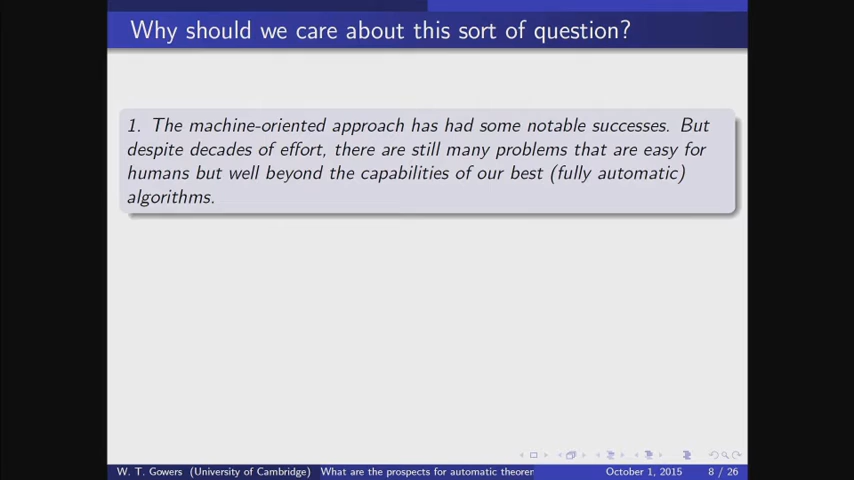 Why should we care about this sort of question?
1. The machine-oriented approach has had some notable successes. But
despite decades of effort, there are still many problems that are easy for
humans but well beyond the capabilities of our best (fully automatic)
algorithms.
W. T. Gowers (University of Cambridge) What are the prospects for automatic theorem October 1, 2015 8 / 26